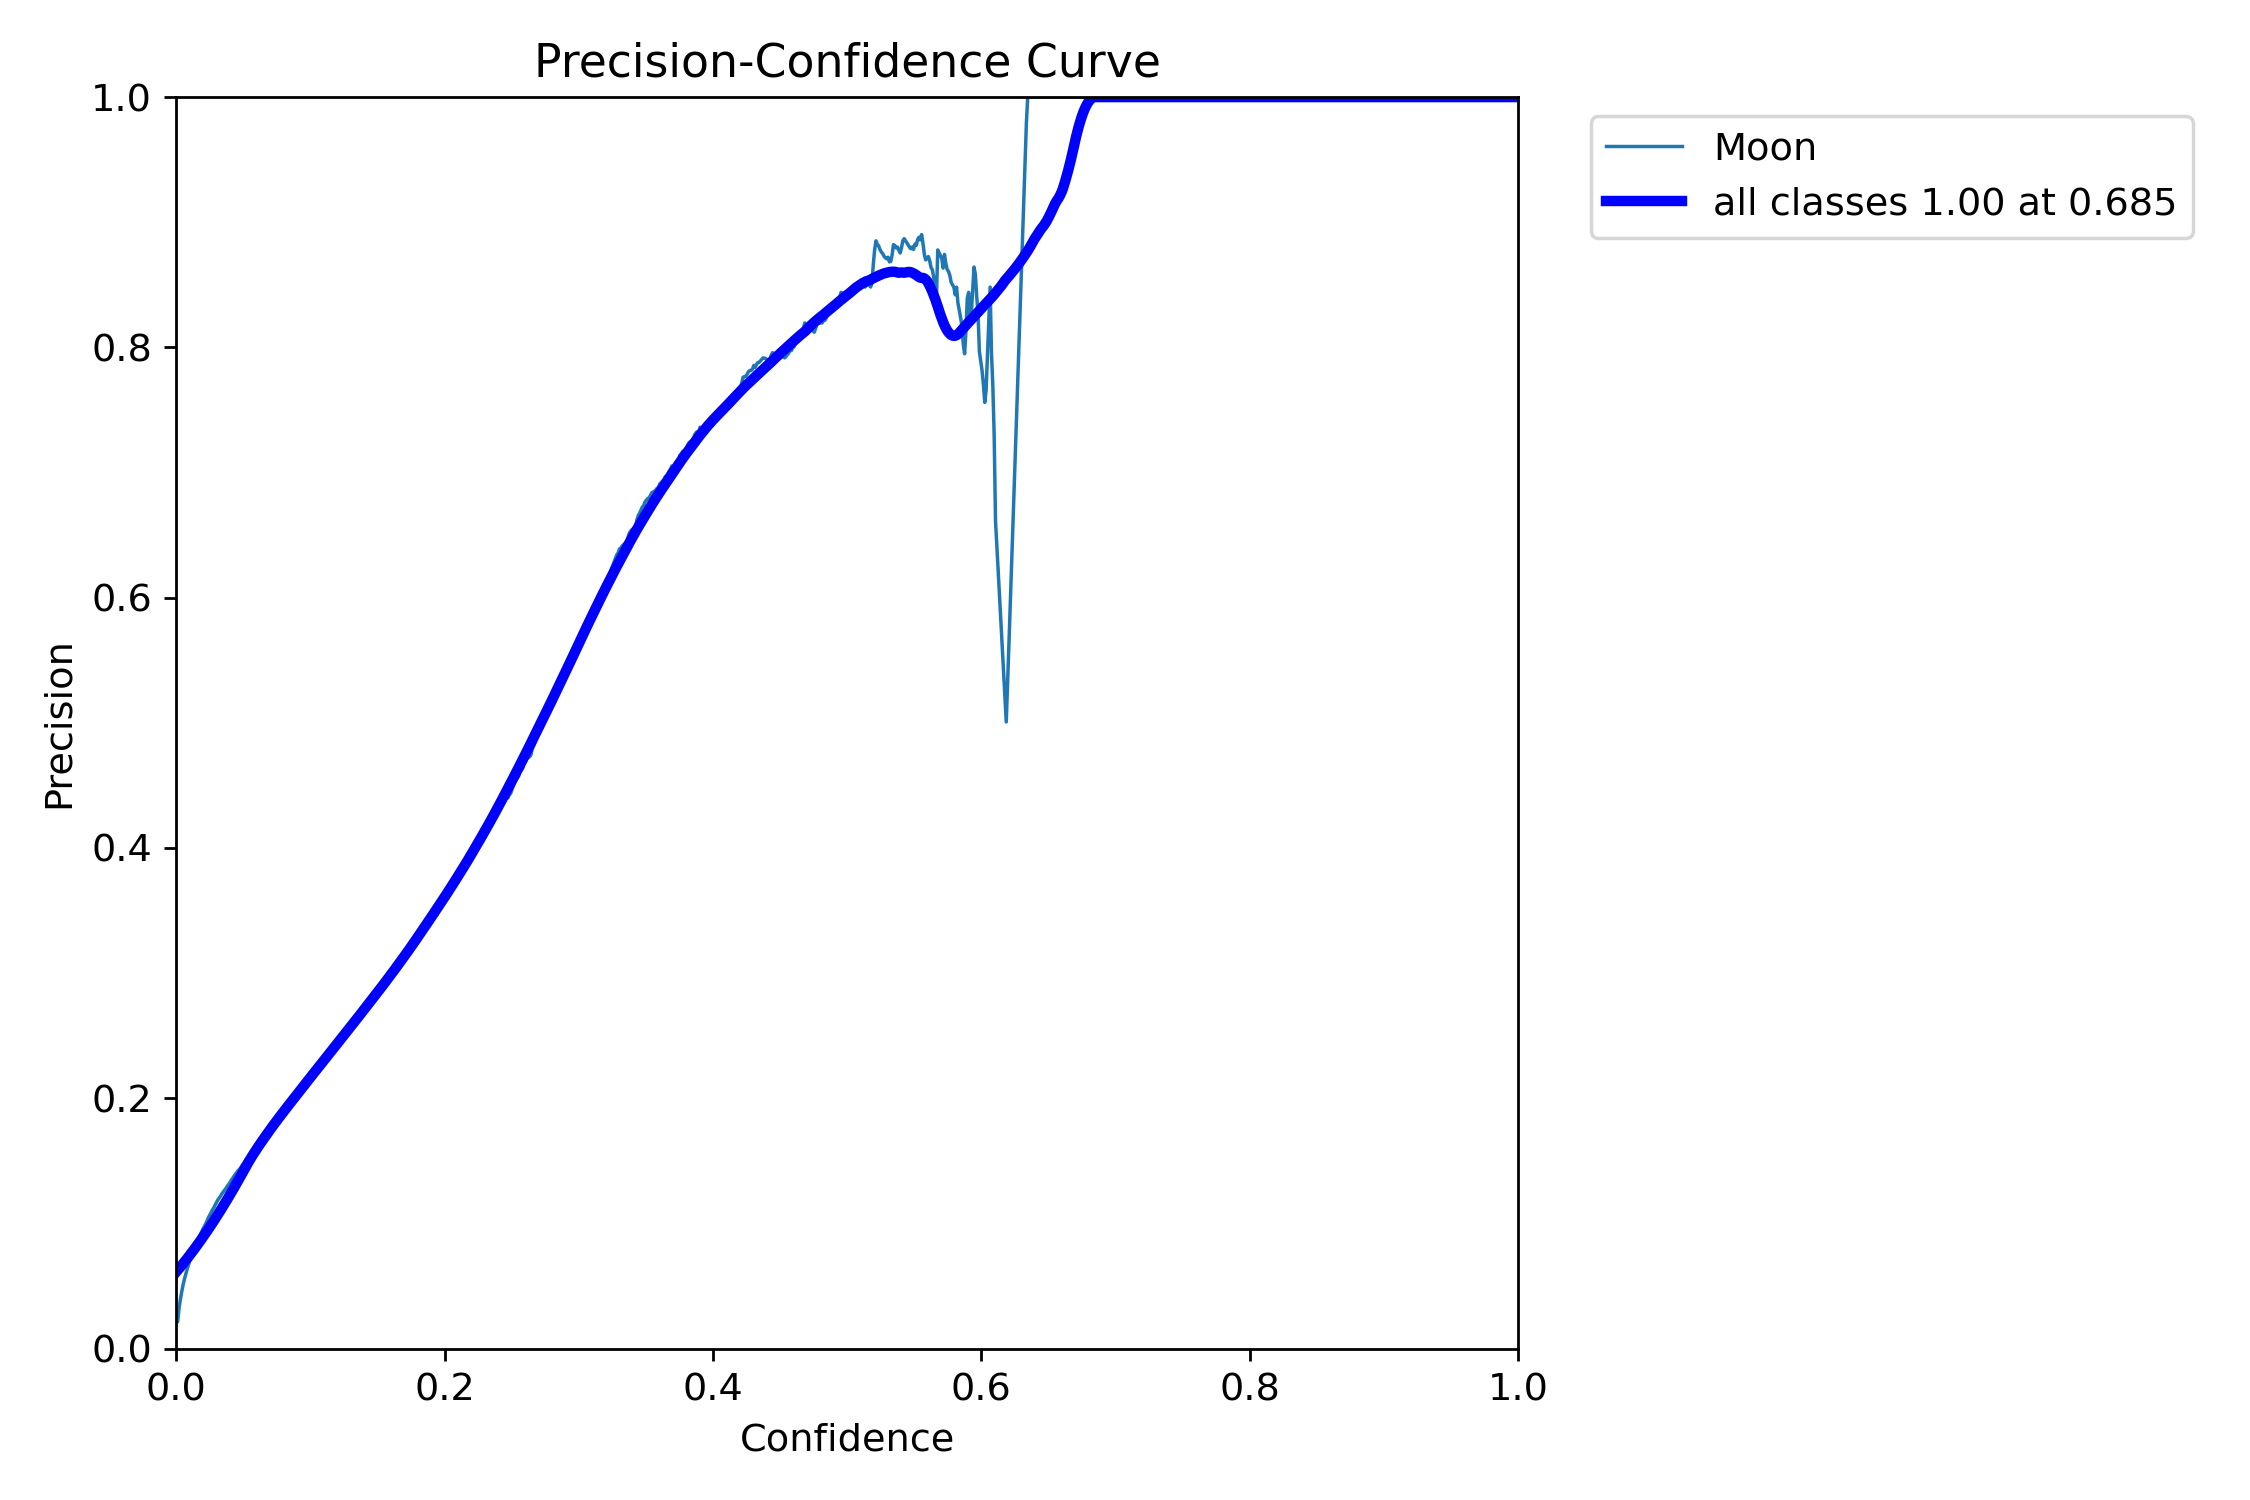 Precision-Confidence Curve
1.0
0.8
0.6
0.4
0.2
0.0
Precision
0.0 0.2 0.4 0.6 0.8 1.0
Confidence
Moon
all classes 1.00 at 0.685